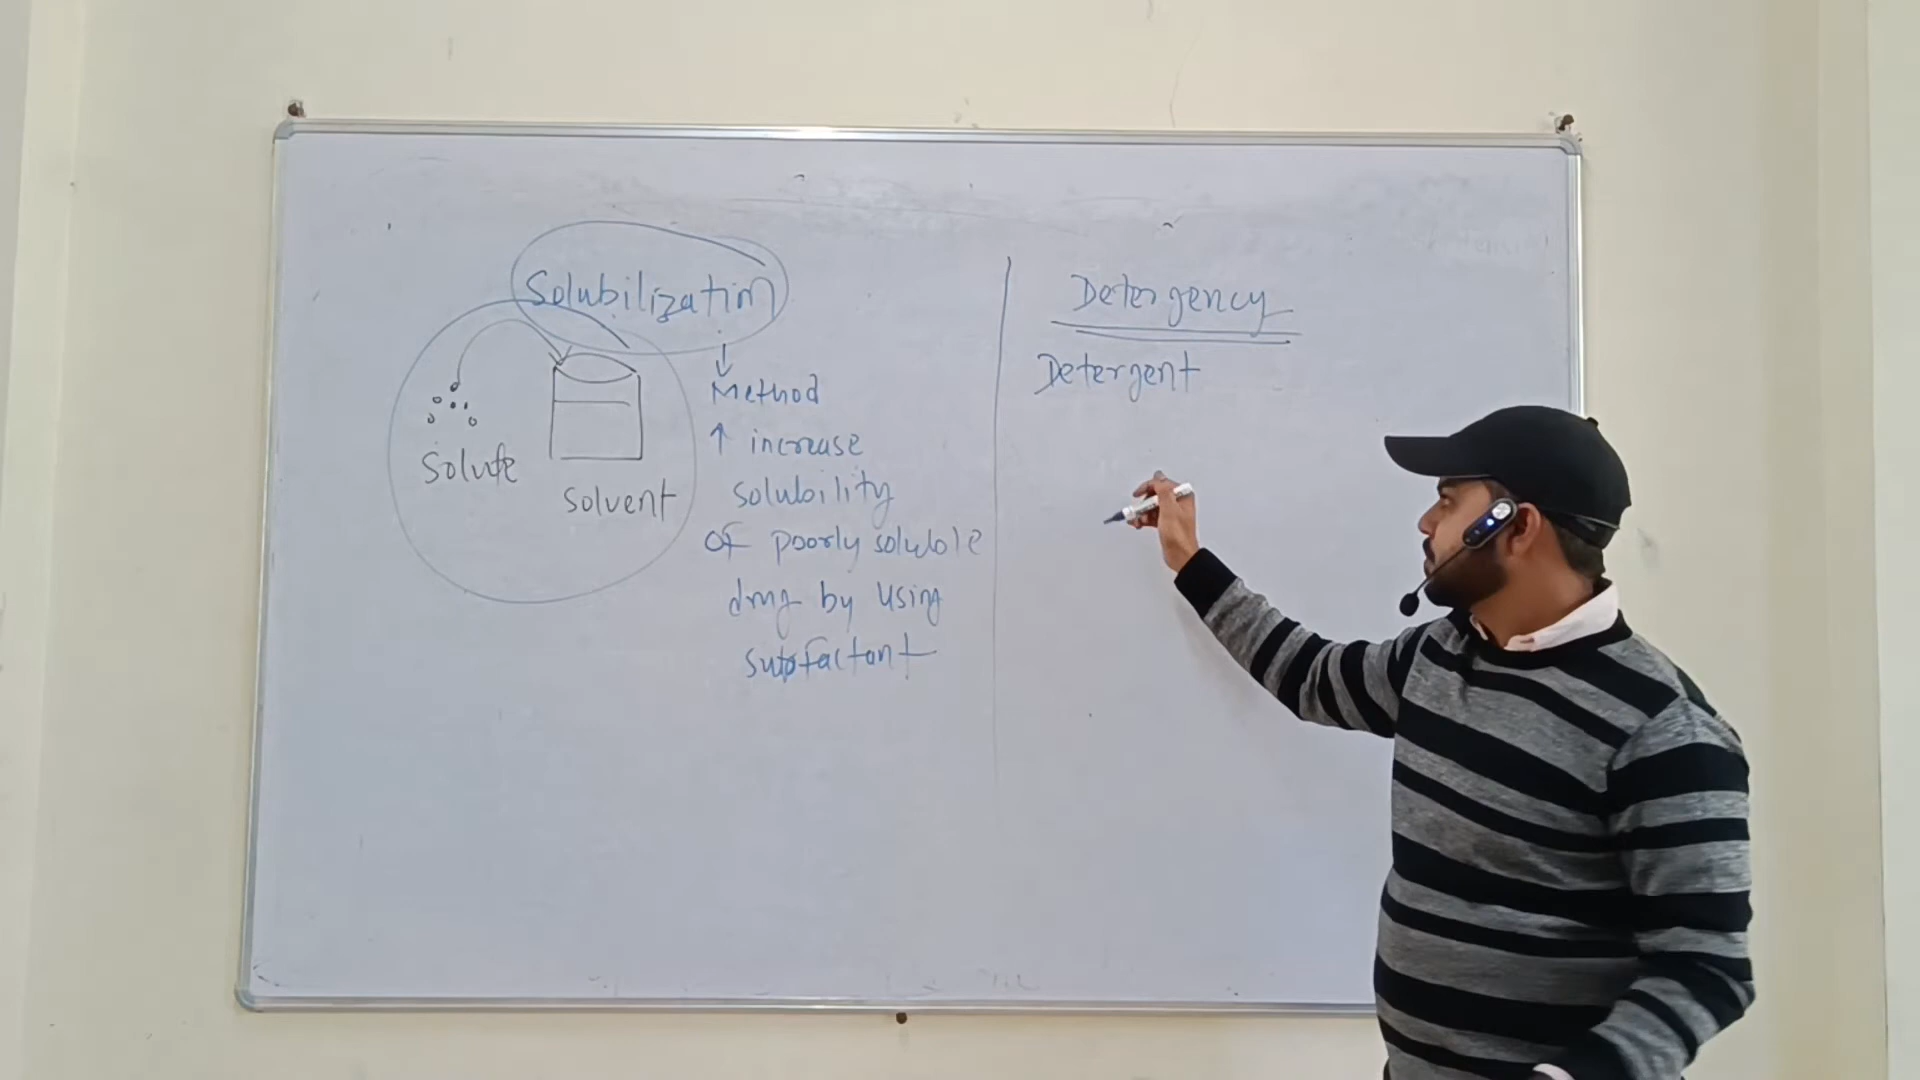 Solubilization
Solute
solvent
↓
Method
↑ increase
solubility
of poorly soluble
drug by using
surfactant
Detergency
Detergent